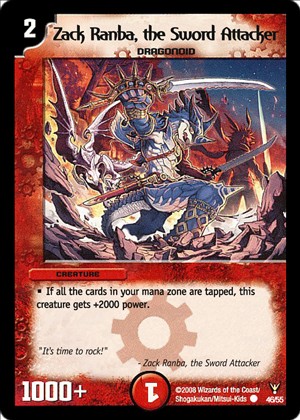 2
Zack Ranba, the Sword Attacker
DRAGONOID
CREATURE
▪ If all the cards in your mana zone are tapped, this
creature gets +2000 power.
"It's time to rock!"
- Zack Ranba, the Sword Attacker
1000+
1
©2008 Wizards of the Coast/
Shogakukan/Mitsui-Kids
46/55